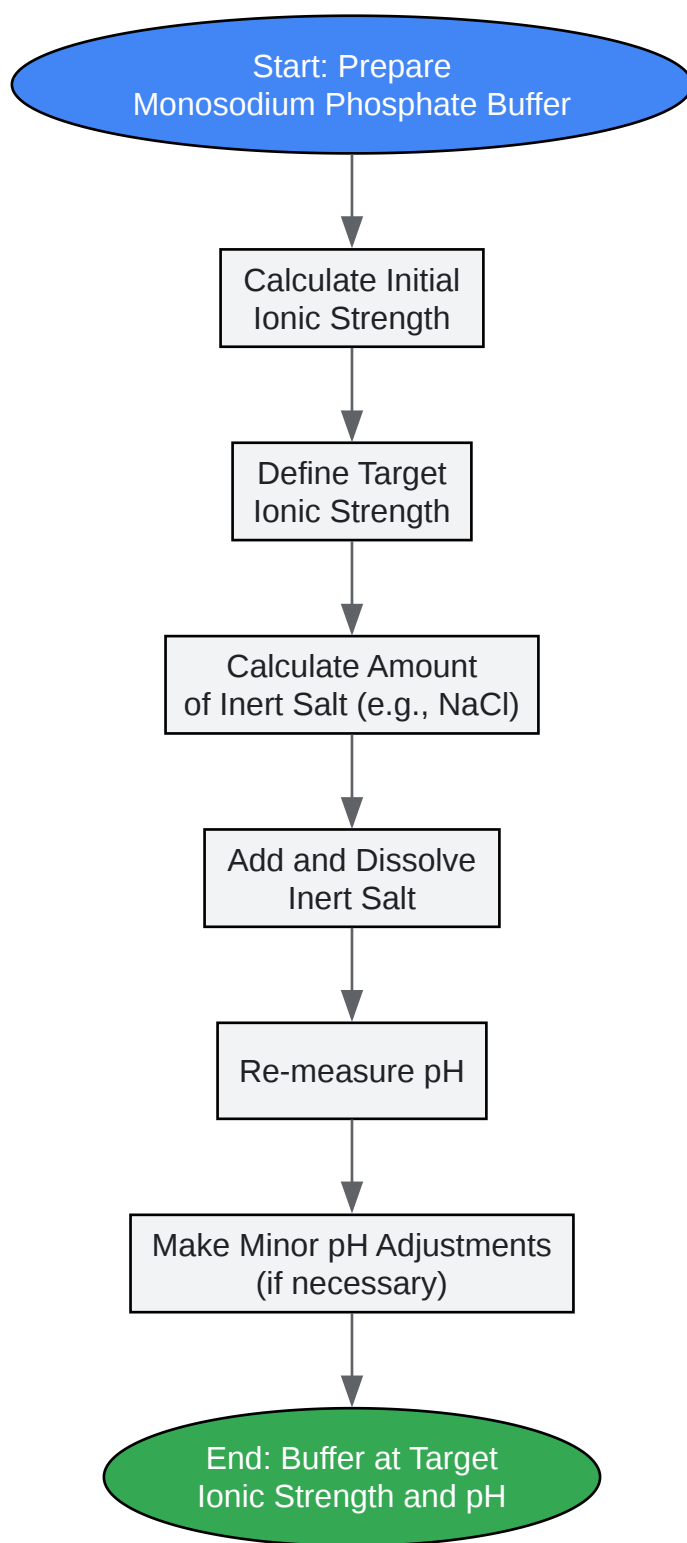 Start: Prepare
Monosodium Phosphate Buffer
Calculate Initial
Ionic Strength
Define Target
Ionic Strength
Calculate Amount
of Inert Salt (e.g., NaCl)
Add and Dissolve
Inert Salt
Re-measure pH
Make Minor pH Adjustments
(if necessary)
End: Buffer at Target
Ionic Strength and pH